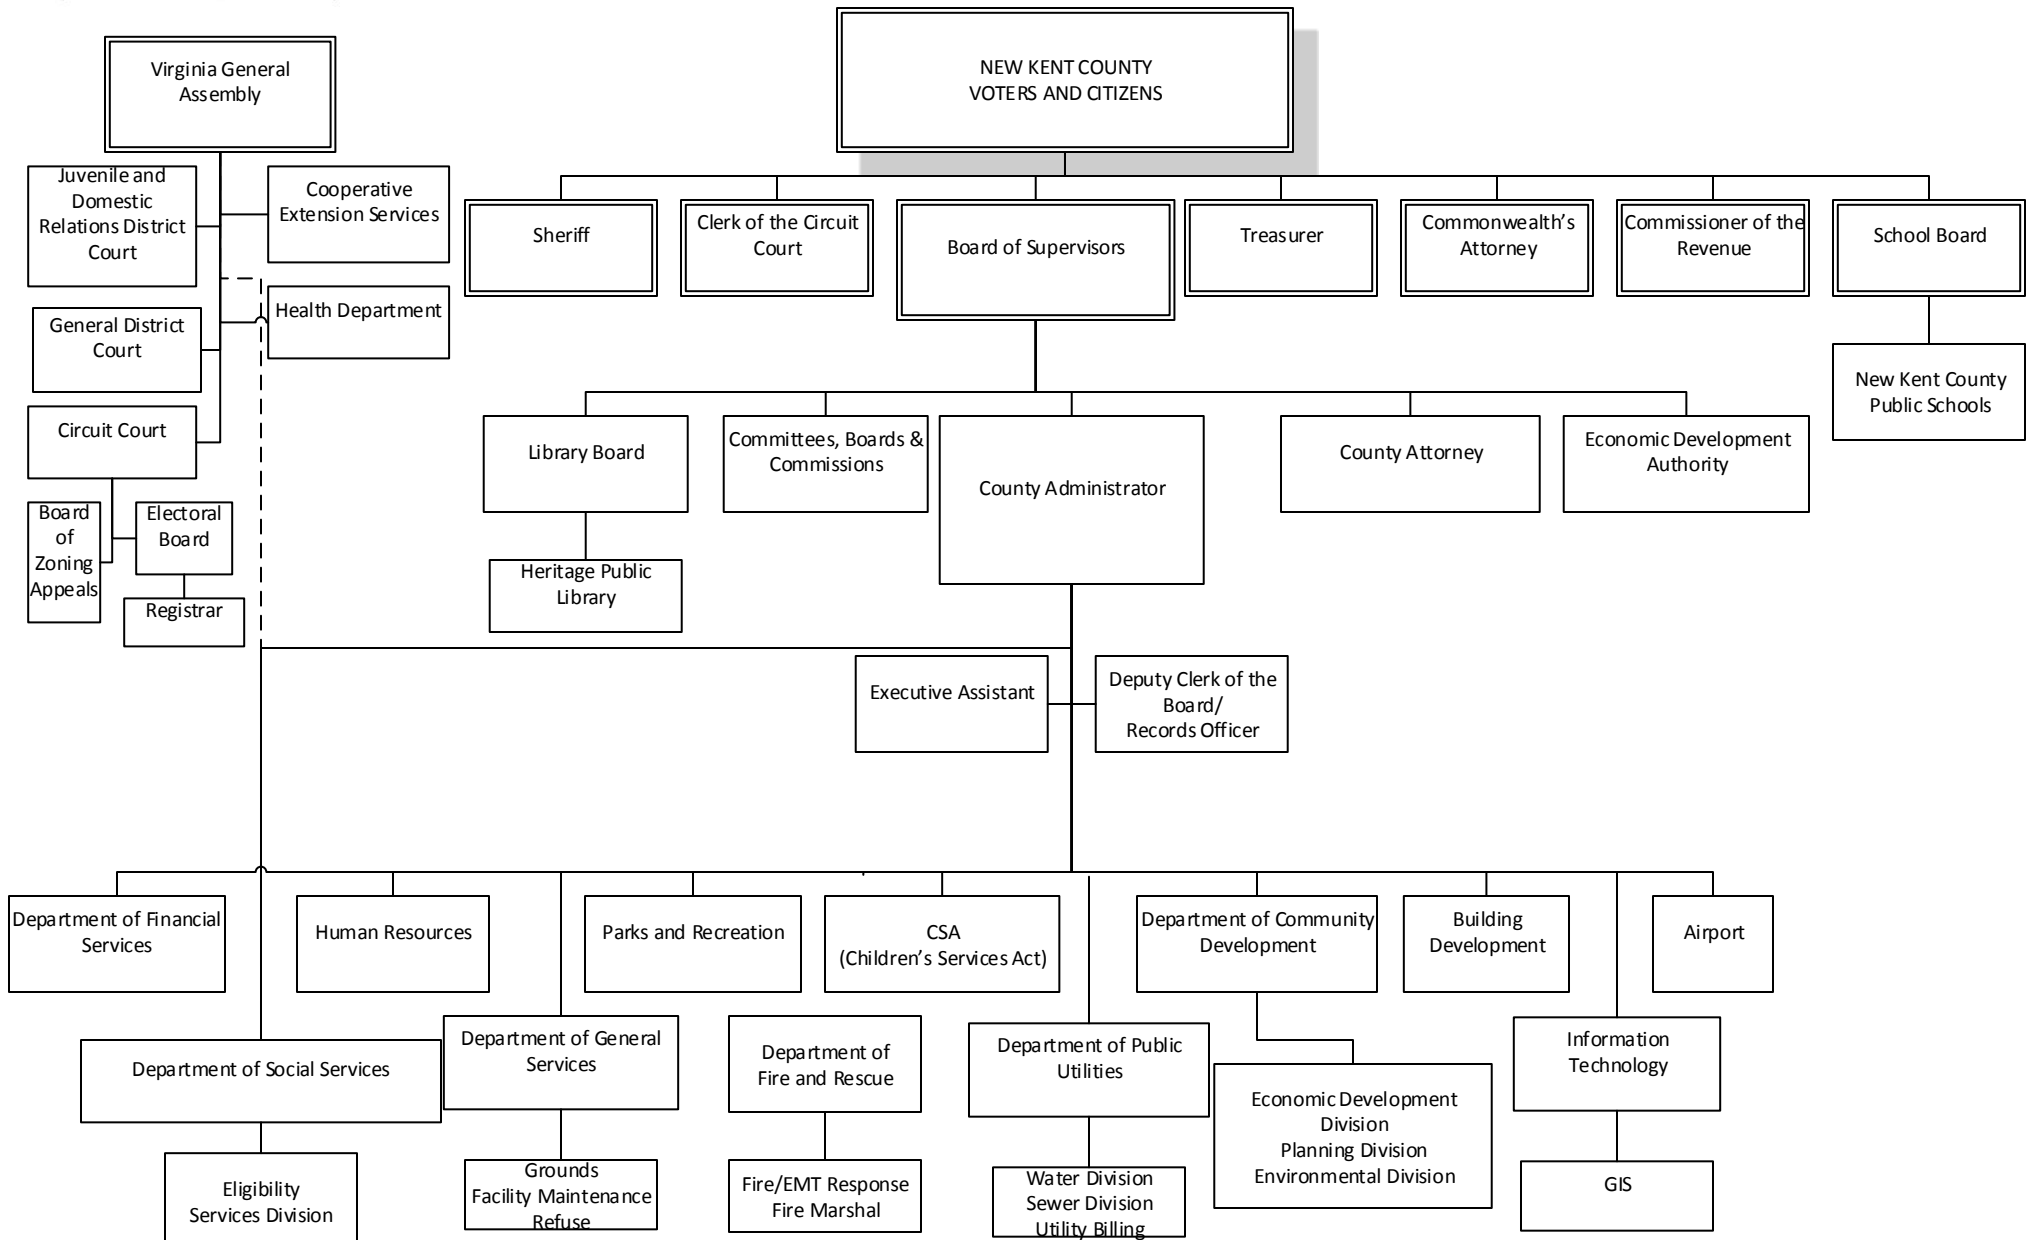 Virginia General
Assembly
NEW KENT COUNTY
VOTERS AND CITIZENS
Juvenile and
Domestic
Relations District
Court
Cooperative
Extension Services
Sheriff
Clerk of the Circuit
Court
Board of Supervisors
Treasurer
Commonwealth’s
Attorney
Commissioner of the
Revenue
School Board
General District
Court
Health Department
New Kent County
Public Schools
Circuit Court
Library Board
Committees, Boards &
Commissions
County Administrator
County Attorney
Economic Development
Authority
Board
of
Zoning
Appeals
Electoral
Board
Registrar
Heritage Public
Library
Executive Assistant
Deputy Clerk of the
Board/
Records Officer
Department of Financial
Services
Human Resources
Parks and Recreation
CSA
(Children’s Services Act)
Department of Community
Development
Building
Development
Airport
Department of Social Services
Department of General
Services
Department of
Fire and Rescue
Department of Public
Utilities
Economic Development
Division
Planning Division
Environmental Division
Information
Technology
Eligibility
Services Division
Grounds
Facility Maintenance
Refuse
Fire/EMT Response
Fire Marshal
Water Division
Sewer Division
Utility Billing
GIS